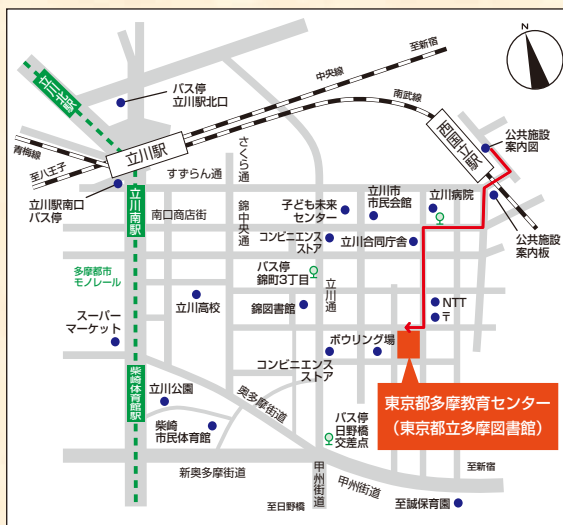 N
至新宿
中央線
南武線
立川北駅
バス停
立川駅北口
西国立駅
公共施設
案内図
青梅線
至八王子
立川駅
さくら通
すずらん通
立川駅南口
バス停
立川南駅
南口商店街
錦中央通
子ども未来
センター
立川市
市民会館
立川病院
公共施設
案内板
コンビニエンス
ストア
立川合同庁舎
バス停
錦町3丁目
立川通
多摩都市
モノレール
立川高校
錦図書館
NTT
〒
スーパー
マーケット
ボウリング場
コンビニエンス
ストア
柴崎体育館駅
立川公園
奥多摩街道
東京都多摩教育センター
（東京都立多摩図書館）
柴崎
市民体育館
バス停
日野橋
交差点
新奥多摩街道
甲州街道
甲州街道
至新宿
至日野橋
至誠保育園